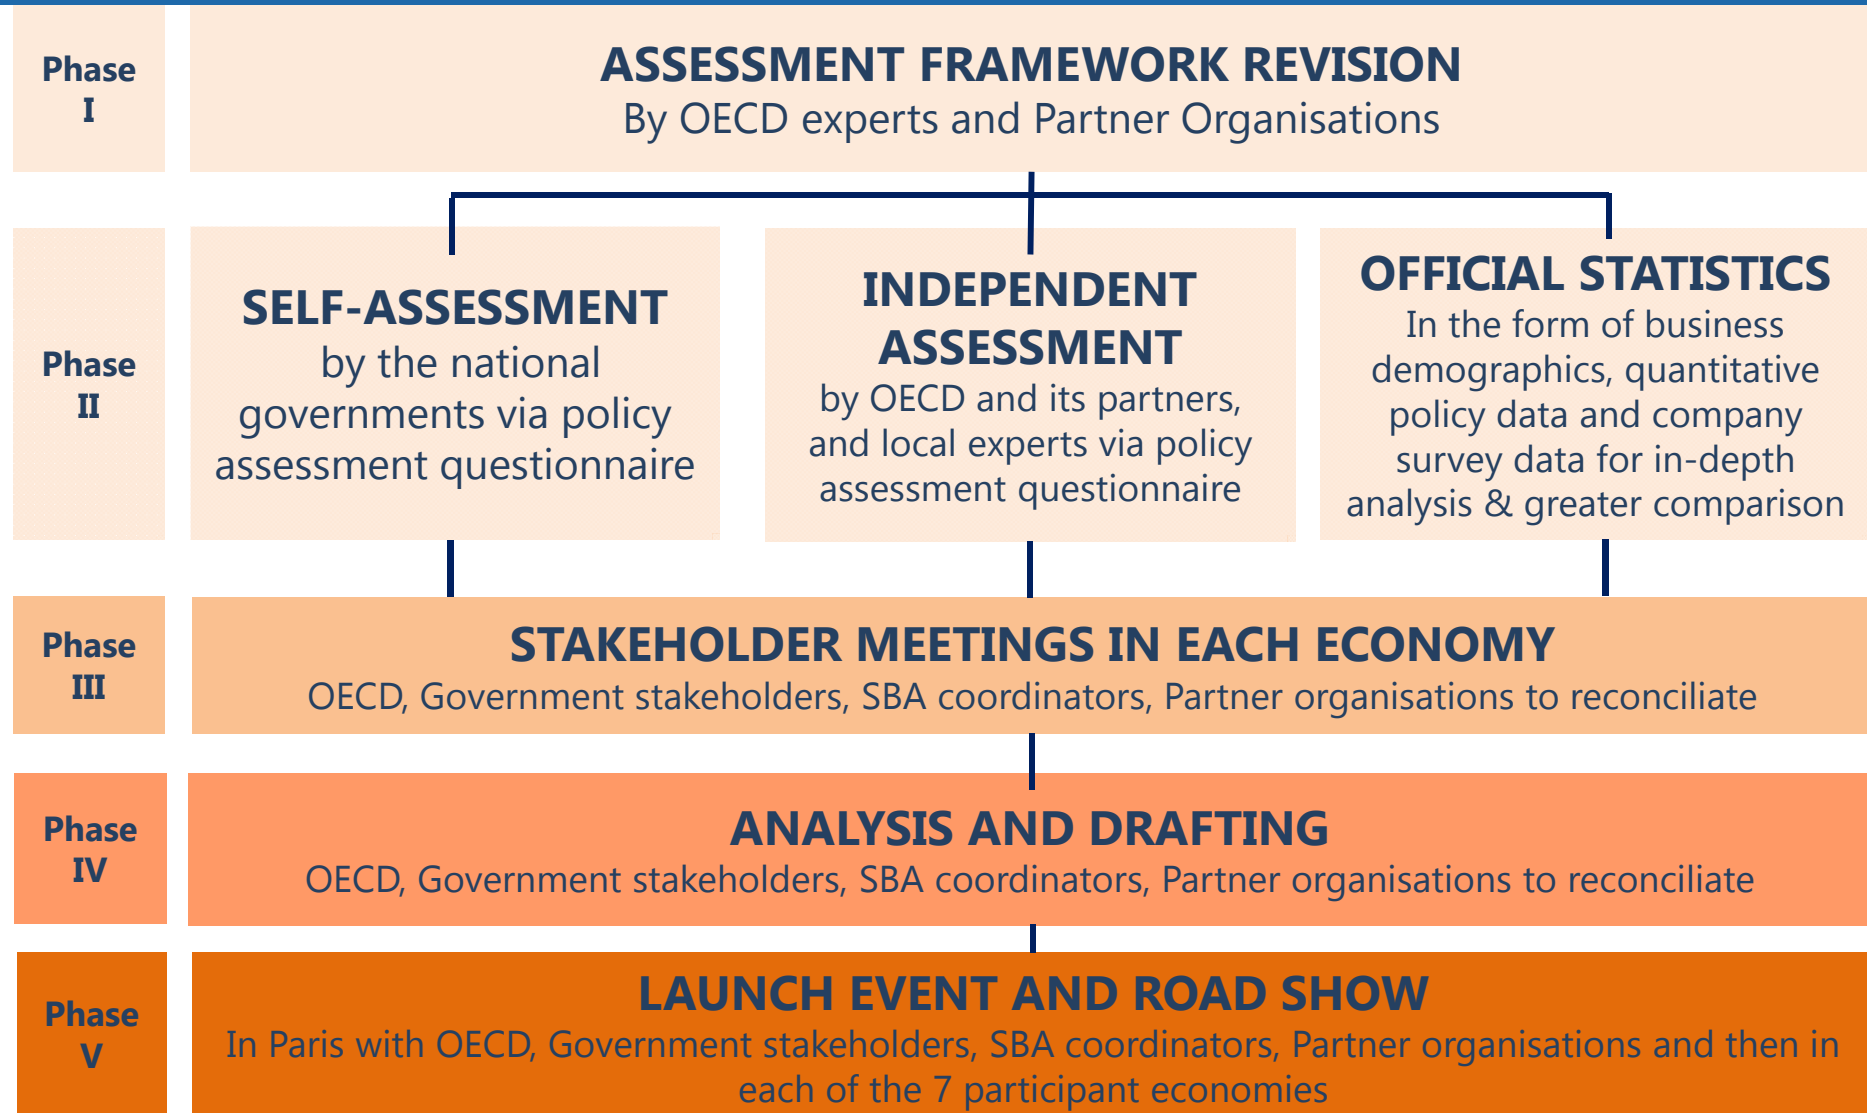 Phase
I
ASSESSMENT FRAMEWORK REVISION
By OECD experts and Partner Organisations
Phase
II
SELF-ASSESSMENT
by the national
governments via policy
assessment questionnaire
INDEPENDENT
ASSESSMENT
by OECD and its partners,
and local experts via policy
assessment questionnaire
OFFICIAL STATISTICS
In the form of business
demographics, quantitative
policy data and company
survey data for in-depth
analysis & greater comparison
Phase
III
STAKEHOLDER MEETINGS IN EACH ECONOMY
OECD, Government stakeholders, SBA coordinators, Partner organisations to reconciliate
Phase
IV
ANALYSIS AND DRAFTING
OECD, Government stakeholders, SBA coordinators, Partner organisations to reconciliate
Phase
V
LAUNCH EVENT AND ROAD SHOW
In Paris with OECD, Government stakeholders, SBA coordinators, Partner organisations and then in
each of the 7 participant economies